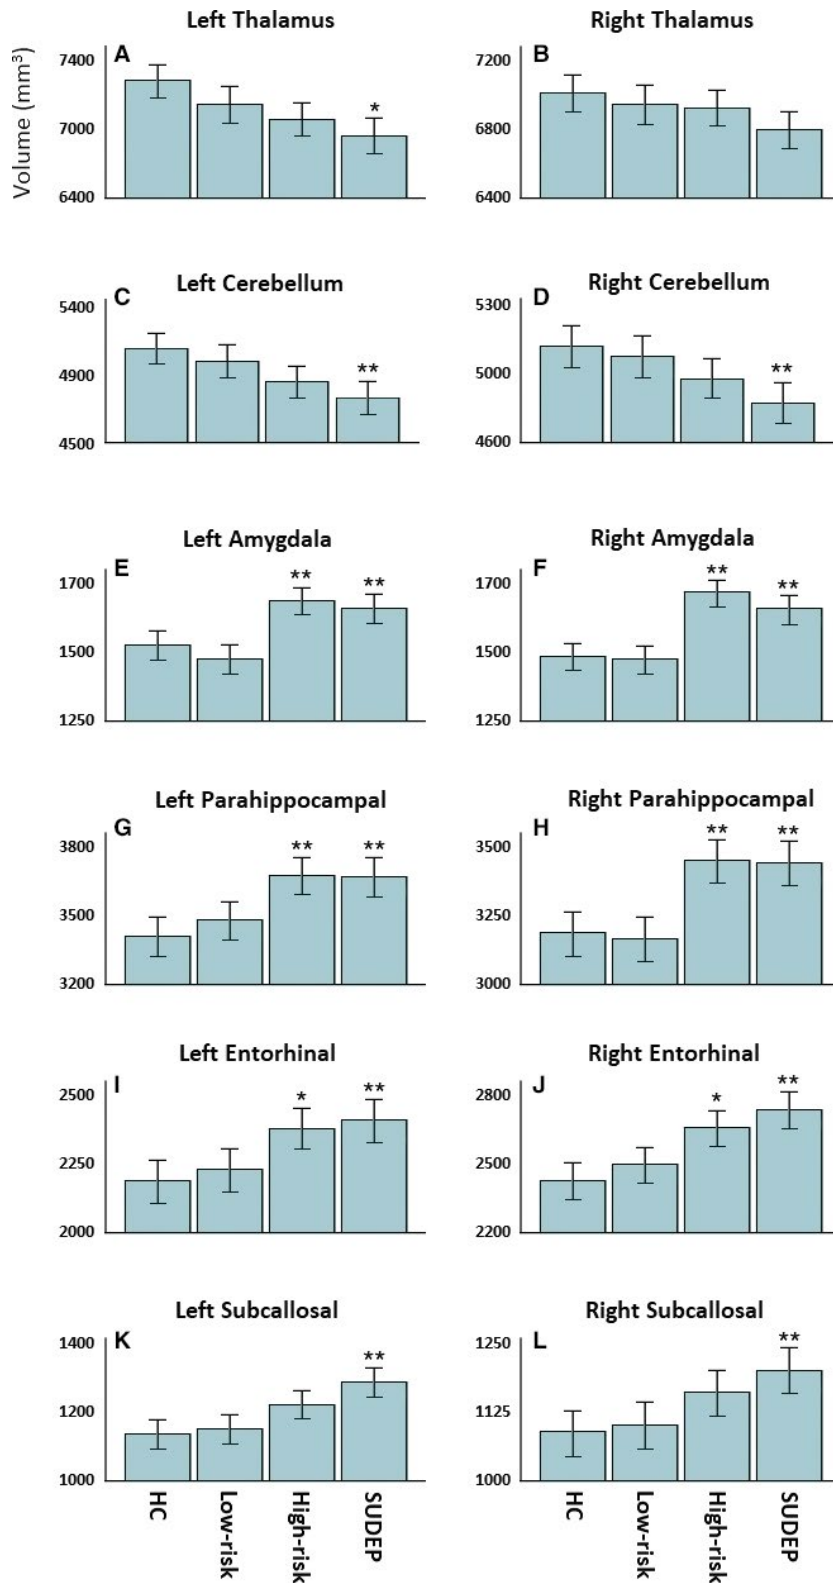 Left Thalamus
Right Thalamus
Volume (mm³)
A
7400
7000
6400
*
B
7200
6800
6400
Left Cerebellum
Right Cerebellum
C
5400
4900
4500
**
D
5300
5000
4600
**
Left Amygdala
Right Amygdala
E
1700
1500
1250
** **
F
1700
1500
1250
** **
Left Parahippocampal
Right Parahippocampal
G
3800
3500
3200
** **
H
3500
3250
3000
** **
Left Entorhinal
Right Entorhinal
I
2500
2250
2000
* **
J
2800
2500
2200
* **
Left Subcallosal
Right Subcallosal
K
1400
1200
1000
**
L
1250
1125
1000
**
HC
Low-risk
High-risk
SUDEP
HC
Low-risk
High-risk
SUDEP